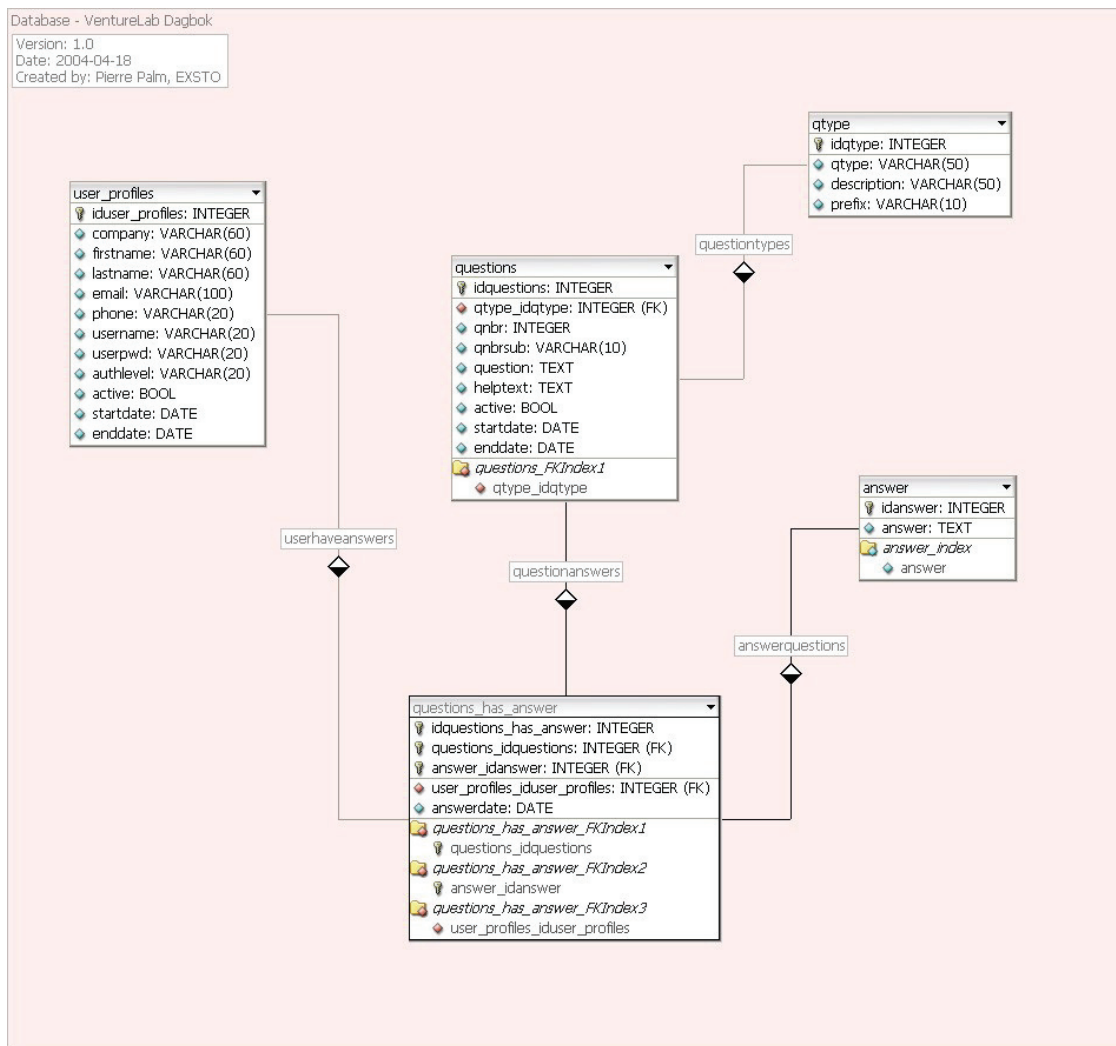 Database - VentureLab Dagbok
Version: 1.0
Date: 2004-04-18
Created by: Pierre Palm, EXSTO
qtype
idqtype: INTEGER
qtype: VARCHAR(50)
description: VARCHAR(50)
prefix: VARCHAR(10)
user_profiles
iduser_profiles: INTEGER
company: VARCHAR(60)
firstname: VARCHAR(60)
lastname: VARCHAR(60)
email: VARCHAR(100)
phone: VARCHAR(20)
username: VARCHAR(20)
userpwd: VARCHAR(20)
authlevel: VARCHAR(20)
active: BOOL
startdate: DATE
enddate: DATE
questiontypes
questions
idquestions: INTEGER
qtype_idqtype: INTEGER (FK)
qnbr: INTEGER
qnbrsub: VARCHAR(10)
question: TEXT
helptext: TEXT
active: BOOL
startdate: DATE
enddate: DATE
questions_FKIndex1
qtype_idqtype
answer
idanswer: INTEGER
answer: TEXT
answer_index
answer
userhaveanswers
questionanswers
answerquestions
questions_has_answer
idquestions_has_answer: INTEGER
questions_idquestions: INTEGER (FK)
answer_idanswer: INTEGER (FK)
user_profiles_iduser_profiles: INTEGER (FK)
answerdate: DATE
questions_has_answer_FKIndex1
questions_idquestions
questions_has_answer_FKIndex2
answer_idanswer
questions_has_answer_FKIndex3
user_profiles_iduser_profiles